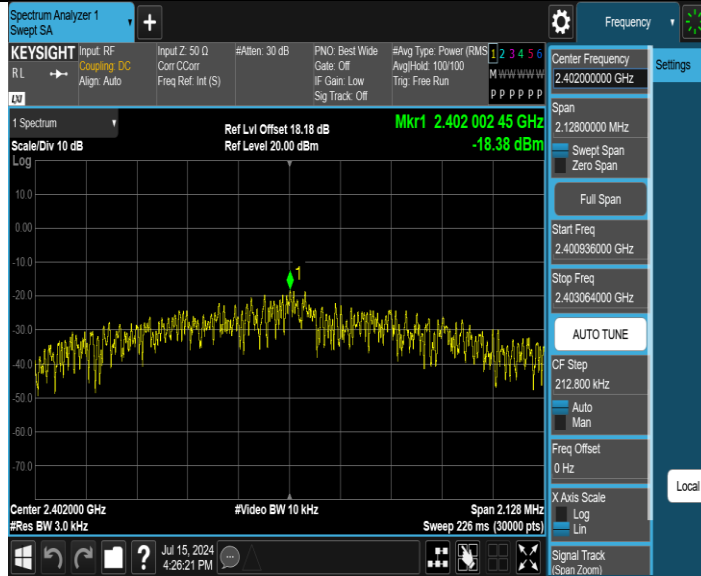 Spectrum Analyzer 1
Swept SA
Frequency
KEYSIGHT
RL
LXI
Input: RF
Coupling: DC
Align: Auto
Input Z: 50 Ω
Corr CCorr
Freq Ref: Int (S)
#Atten: 30 dB
PNO: Best Wide
Gate: Off
IF Gain: Low
Sig Track: Off
#Avg Type: Power (RMS
Avg|Hold: 100/100
Trig: Free Run
1 2 3 4 5 6
M W W W W W
P P P P P P
1 Spectrum
Scale/Div 10 dB
Ref Lvl Offset 18.18 dB
Ref Level 20.00 dBm
Mkr1 2.402 002 45 GHz
-18.38 dBm
Log
10.0
0.00
-10.0
-20.0
-30.0
-40.0
-50.0
-60.0
-70.0
1
Center 2.402000 GHz
#Res BW 3.0 kHz
#Video BW 10 kHz
Span 2.128 MHz
Sweep 226 ms (30000 pts)
Jul 15, 2024
4:26:21 PM
Center Frequency
2.402000000 GHz
Span
2.12800000 MHz
Swept Span
Zero Span
Full Span
Start Freq
2.400936000 GHz
Stop Freq
2.403064000 GHz
AUTO TUNE
CF Step
212.800 kHz
Auto
Man
Freq Offset
0 Hz
X Axis Scale
Log
Lin
Signal Track
(Span Zoom)
Settings
Local